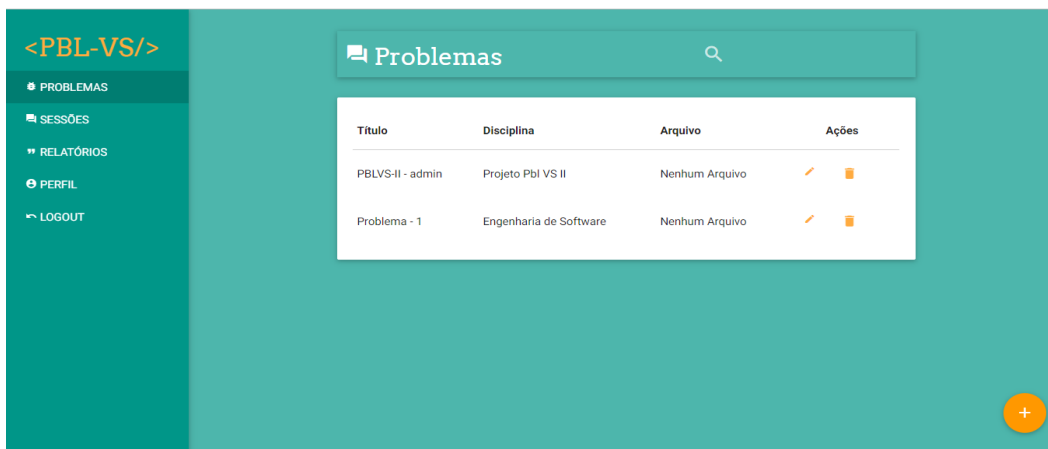 <PBL-VS/>
PROBLEMAS
SESSÕES
RELATÓRIOS
PERFIL
LOGOUT
Problemas
Título Disciplina Arquivo Ações
PBLVS-II - admin Projeto Pbl VS II Nenhum Arquivo
Problema - 1 Engenharia de Software Nenhum Arquivo
+